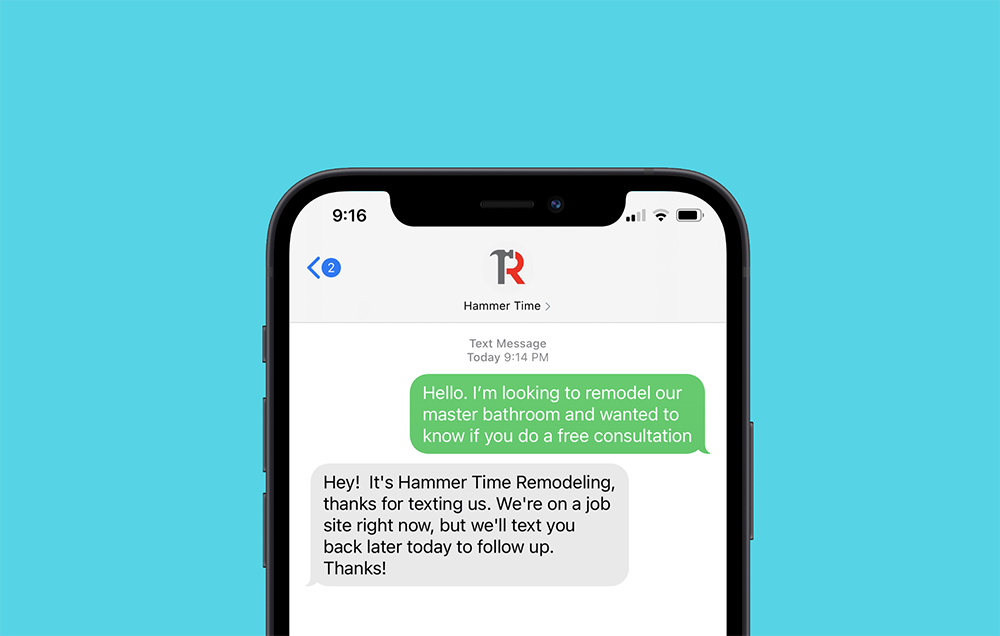 9:16
2
R
Hammer Time
Text Message
Today 9:14 PM
Hello. I’m looking to remodel our
master bathroom and wanted to
know if you do a free consultation
Hey!  It's Hammer Time Remodeling,
thanks for texting us. We're on a job
site right now, but we'll text you
back later today to follow up.
Thanks!